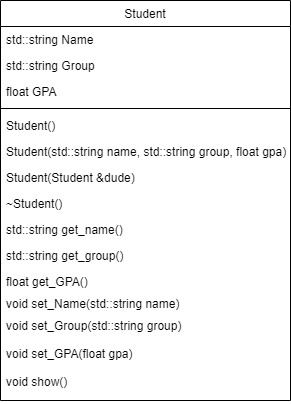 Student
std::string Name
std::string Group
float GPA
Student()
Student(std::string name, std::string group, float gpa)
Student(Student &dude)
~Student()
std::string get_name()
std::string get_group()
float get_GPA()
void set_Name(std::string name)
void set_Group(std::string group)
void set_GPA(float gpa)
void show()